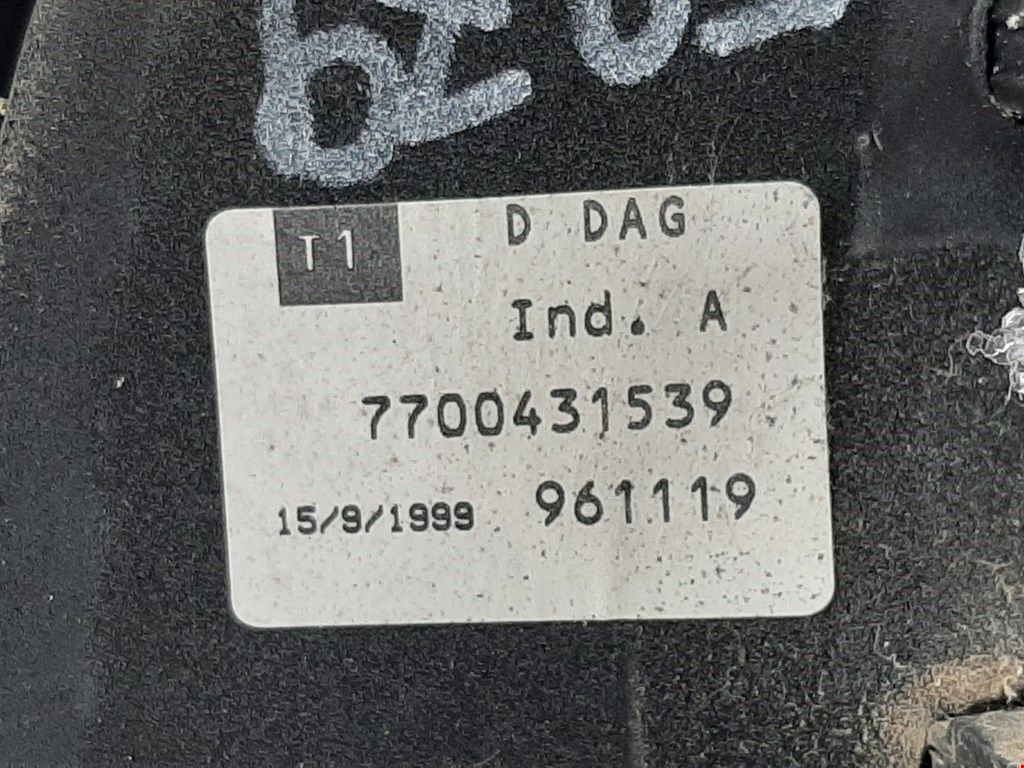 T1
D DAG
Ind. A
7700431539
15/9/1999 961119